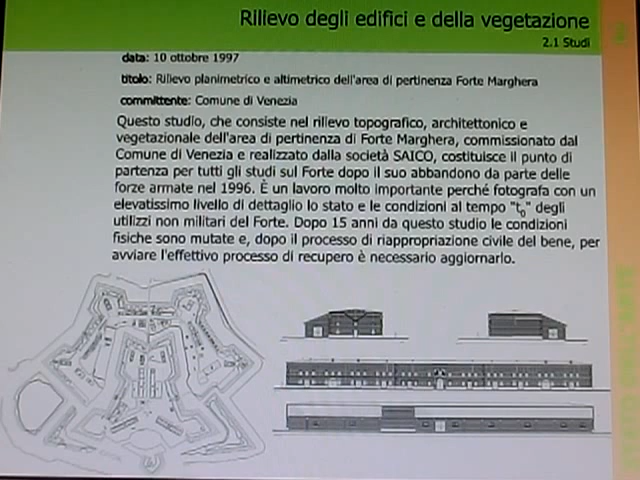 Rilievo degli edifici e della vegetazione
2.1 Studi
data: 10 ottobre 1997
titolo: Rilievo planimetrico e altimetrico dell'area di pertinenza Forte Marghera
committente: Comune di Venezia
Questo studio, che consiste nel rilievo topografico, architettonico e
vegetazionale dell'area di pertinenza di Forte Marghera, commissionato dal
Comune di Venezia e realizzato dalla società SAICO, costituisce il punto di
partenza per tutti gli studi sul Forte dopo il suo abbandono da parte delle
forze armate nel 1996. È un lavoro molto importante perché fotografa con un
elevatissimo livello di dettaglio lo stato e le condizioni al tempo "t0" degli
utilizzi non militari del Forte. Dopo 15 anni da questo studio le condizioni
fisiche sono mutate e, dopo il processo di riappropriazione civile del bene, per
avviare l'effettivo processo di recupero è necessario aggiornarlo.